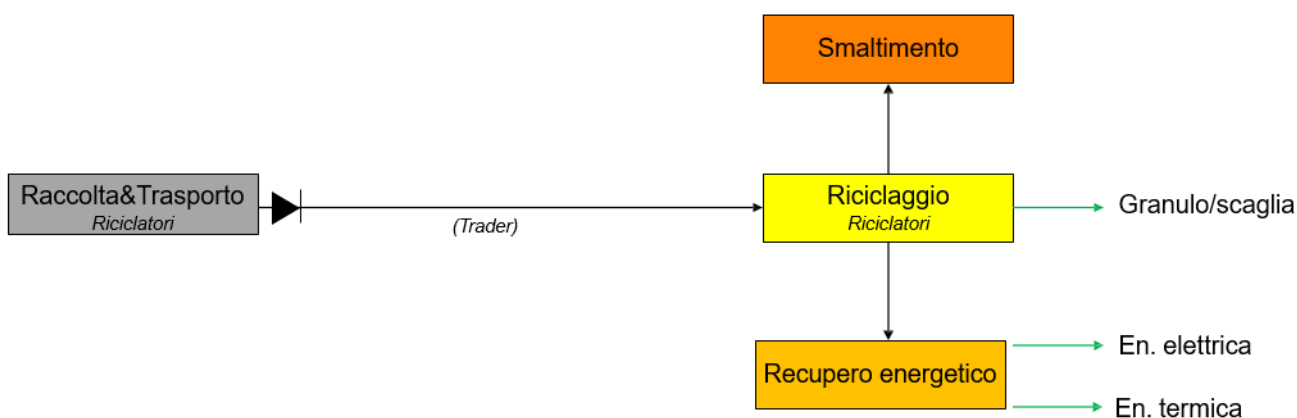 Smaltimento
Raccolta&Trasporto
Riciclatori
(Trader)
Riciclaggio
Riciclatori
Granulo/scaglia
Recupero energetico
En. elettrica
En. termica